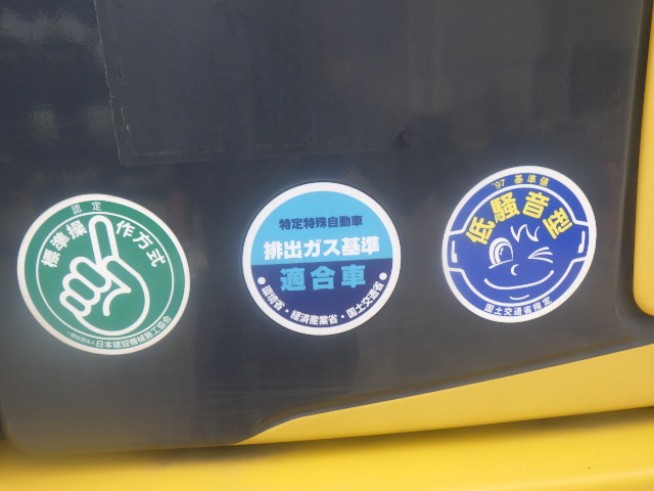 認定
標準操作方式
一般社団法人 日本建設機械施工協会
特定特殊自動車
排出ガス基準
適合車
・環境省・経済産業省・国土交通省・
'97 基準値
低騒音型
国土交通省指定